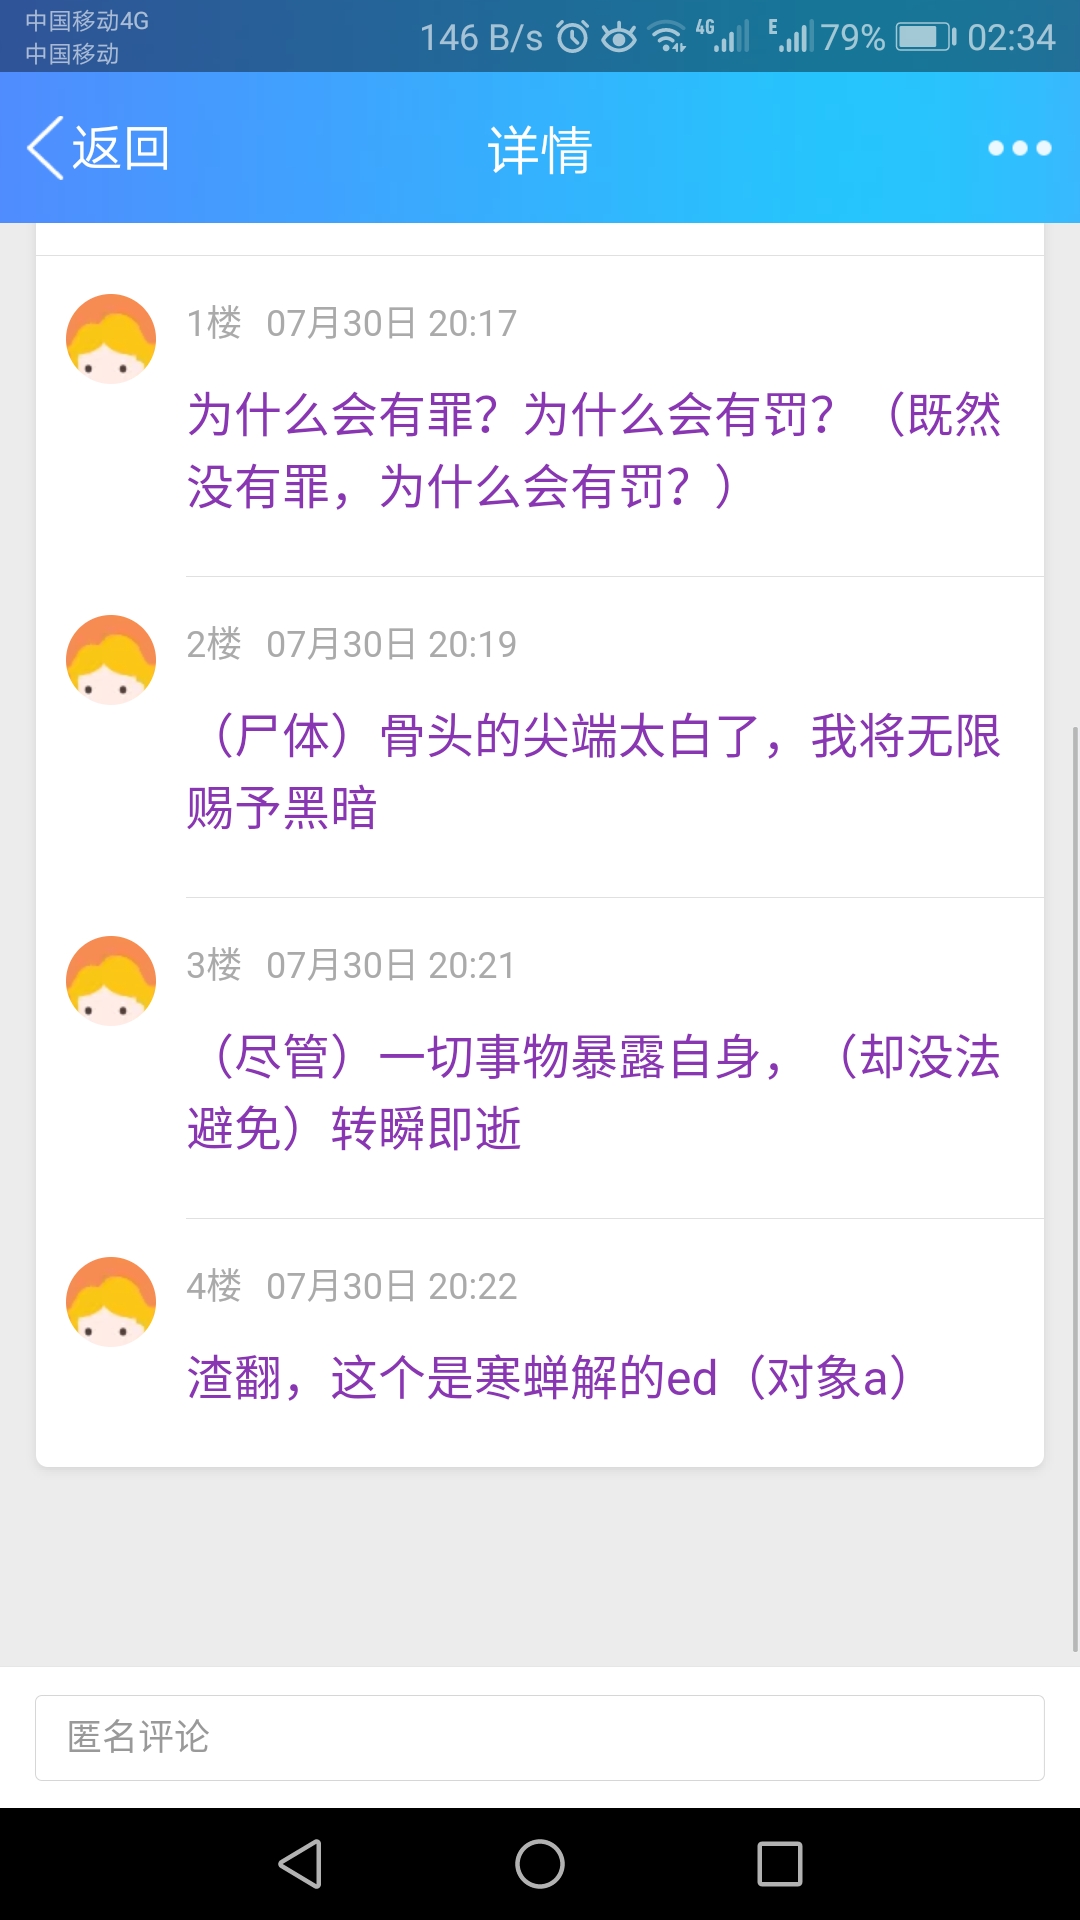 中国移动4G
中国移动
146 B/s 4G E 79% 02:34
返回 详情
1楼 07月30日 20:17
为什么会有罪？为什么会有罚？（既然
没有罪，为什么会有罚？）
2楼 07月30日 20:19
（尸体）骨头的尖端太白了，我将无限
赐予黑暗
3楼 07月30日 20:21
（尽管）一切事物暴露自身，（却没法
避免）转瞬即逝
4楼 07月30日 20:22
渣翻，这个是寒蝉解的ed（对象a）
匿名评论